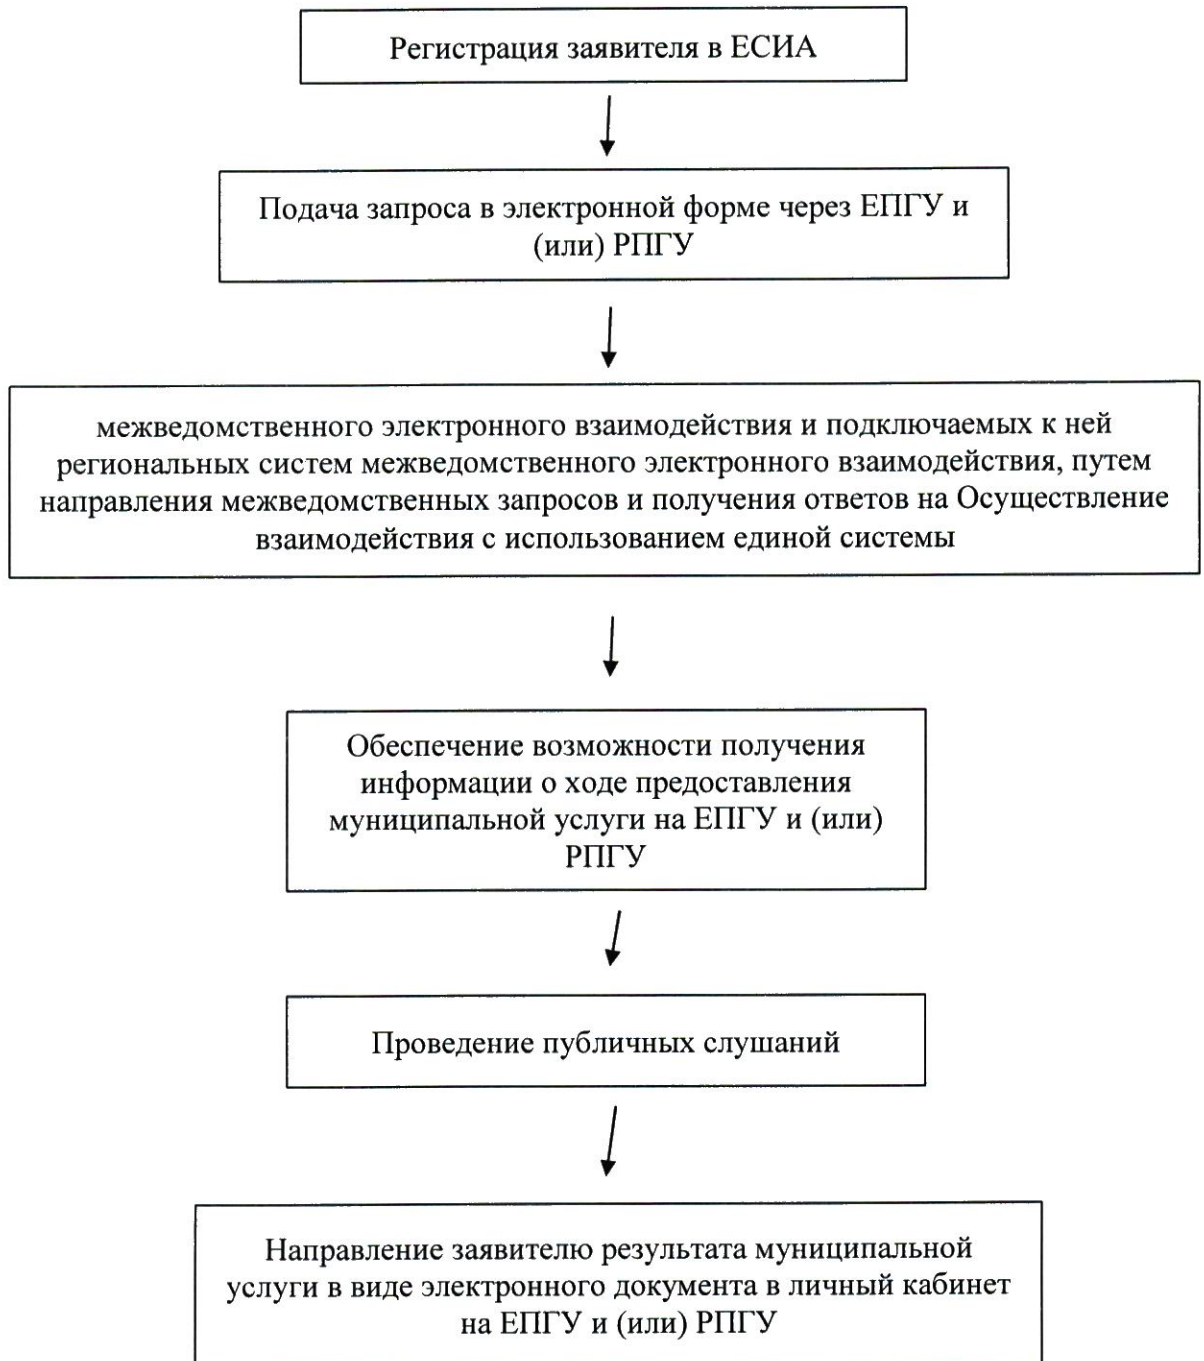 Регистрация заявителя в ЕСИА
Подача запроса в электронной форме через ЕПГУ и
(или) РПГУ
межведомственного электронного взаимодействия и подключаемых к ней
региональных систем межведомственного электронного взаимодействия, путем
направления межведомственных запросов и получения ответов на Осуществление
взаимодействия с использованием единой системы
Обеспечение возможности получения
информации о ходе предоставления
муниципальной услуги на ЕПГУ и (или)
РПГУ
Проведение публичных слушаний
Направление заявителю результата муниципальной
услуги в виде электронного документа в личный кабинет
на ЕПГУ и (или) РПГУ